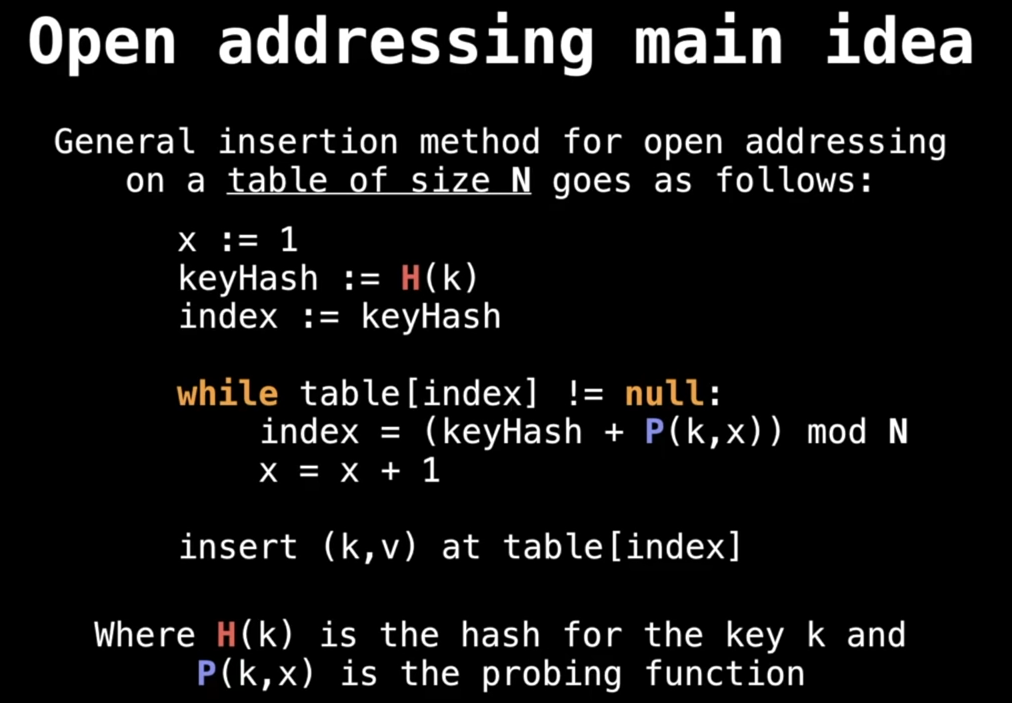 Open addressing main idea
General insertion method for open addressing
on a table of size N goes as follows:
x := 1
keyHash := H(k)
index := keyHash
while table[index] != null:
index = (keyHash + P(k,x)) mod N
x = x + 1
insert (k,v) at table[index]
Where H(k) is the hash for the key k and
P(k,x) is the probing function